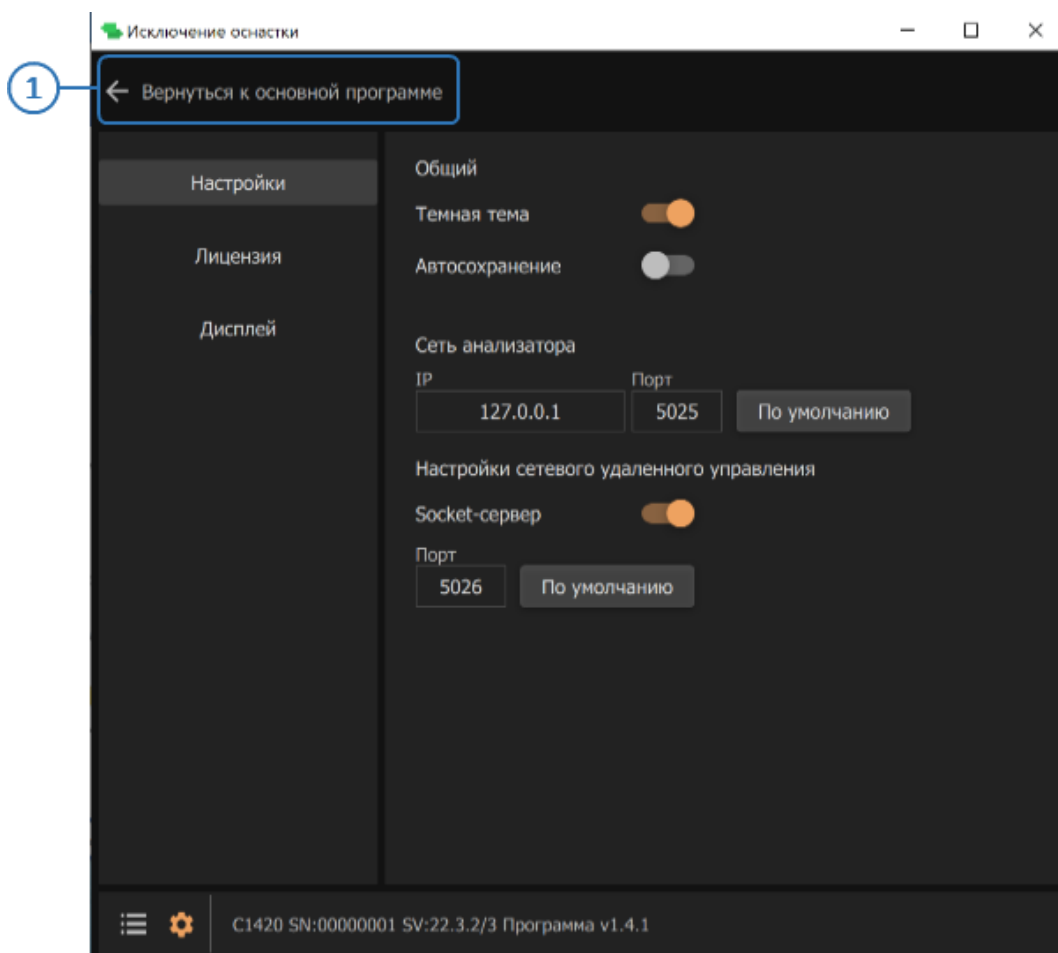 Исключение оснастки
1
Вернуться к основной программе
Настройки
Лицензия
Дисплей
Общий
Темная тема
Автосохранение
Сеть анализатора
IP Порт
127.0.0.1 5025 По умолчанию
Настройки сетевого удаленного управления
Socket-сервер
Порт
5026 По умолчанию
C1420 SN:00000001 SV:22.3.2/3 Программа v1.4.1